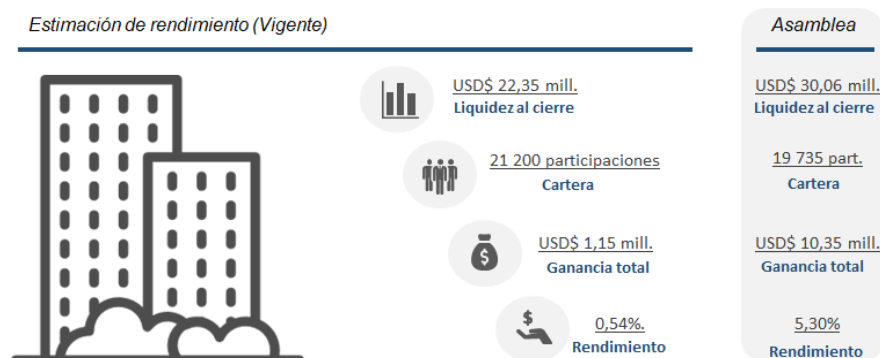 Estimación de rendimiento (Vigente)
USD$ 22,35 mill.
Liquidez al cierre
21 200 participaciones
Cartera
USD$ 1,15 mill.
Ganancia total
$
0,54%.
Rendimiento
$
Asamblea
USD$ 30,06 mill.
Liquidez al cierre
19 735 part.
Cartera
USD$ 10,35 mill.
Ganancia total
5,30%
Rendimiento